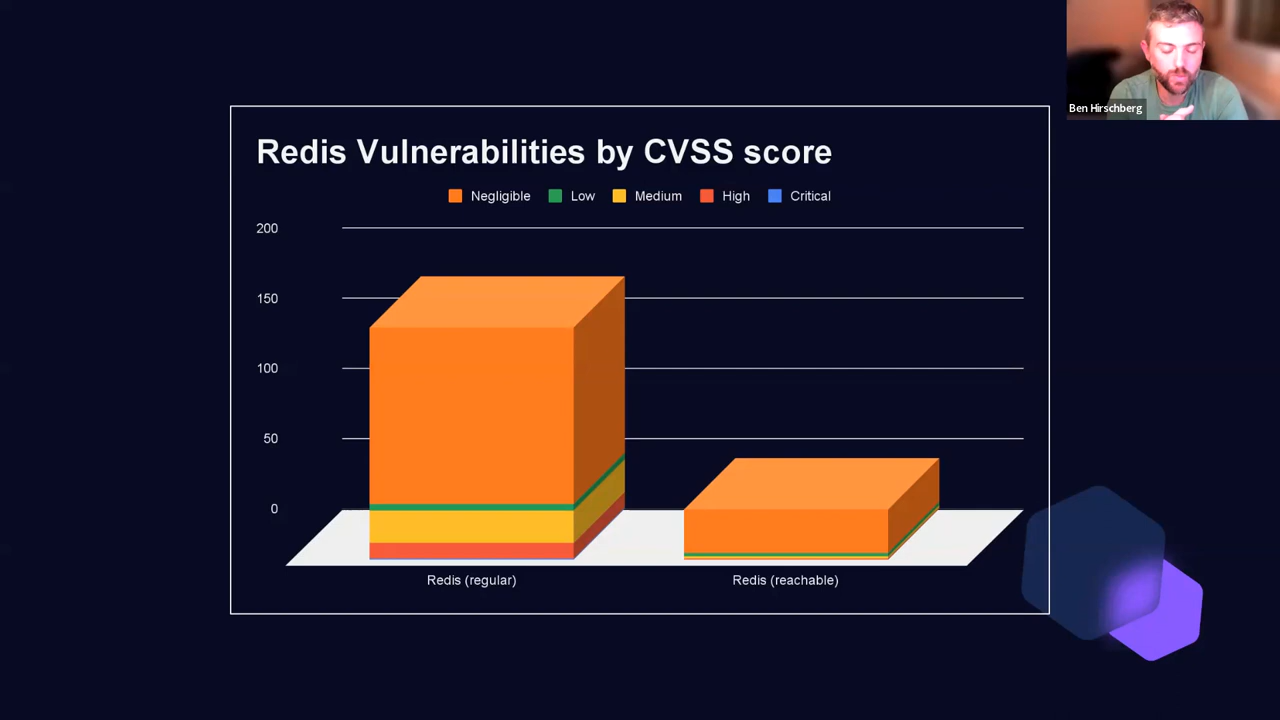 Ben Hirschberg
Redis Vulnerabilities by CVSS score
Negligible Low Medium High Critical
200
150
100
50
0
Redis (regular) Redis (reachable)